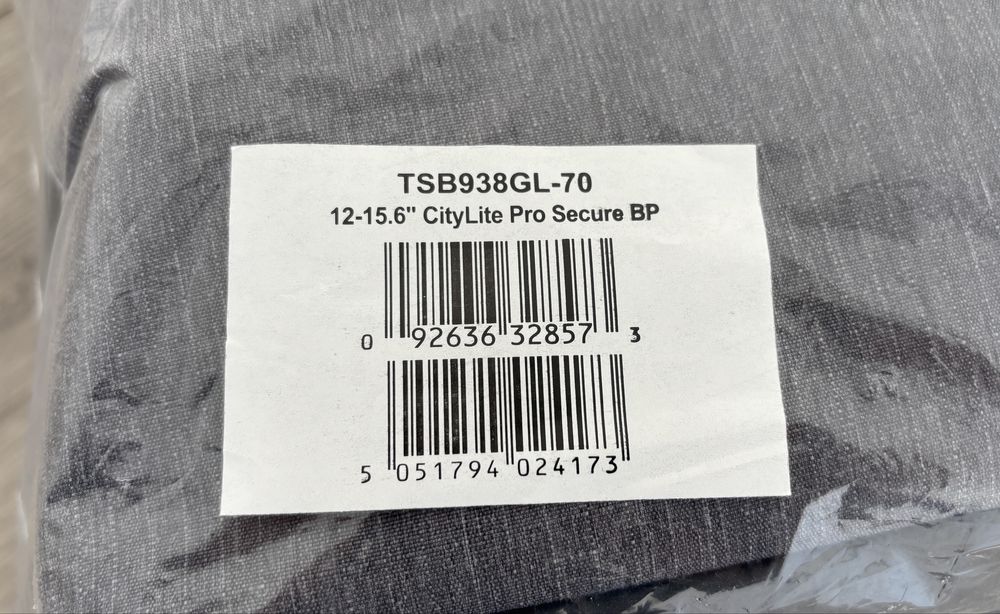 TSB938GL-70
12-15.6" CityLite Pro Secure BP
0 92636 32857 3
5 051794 024173